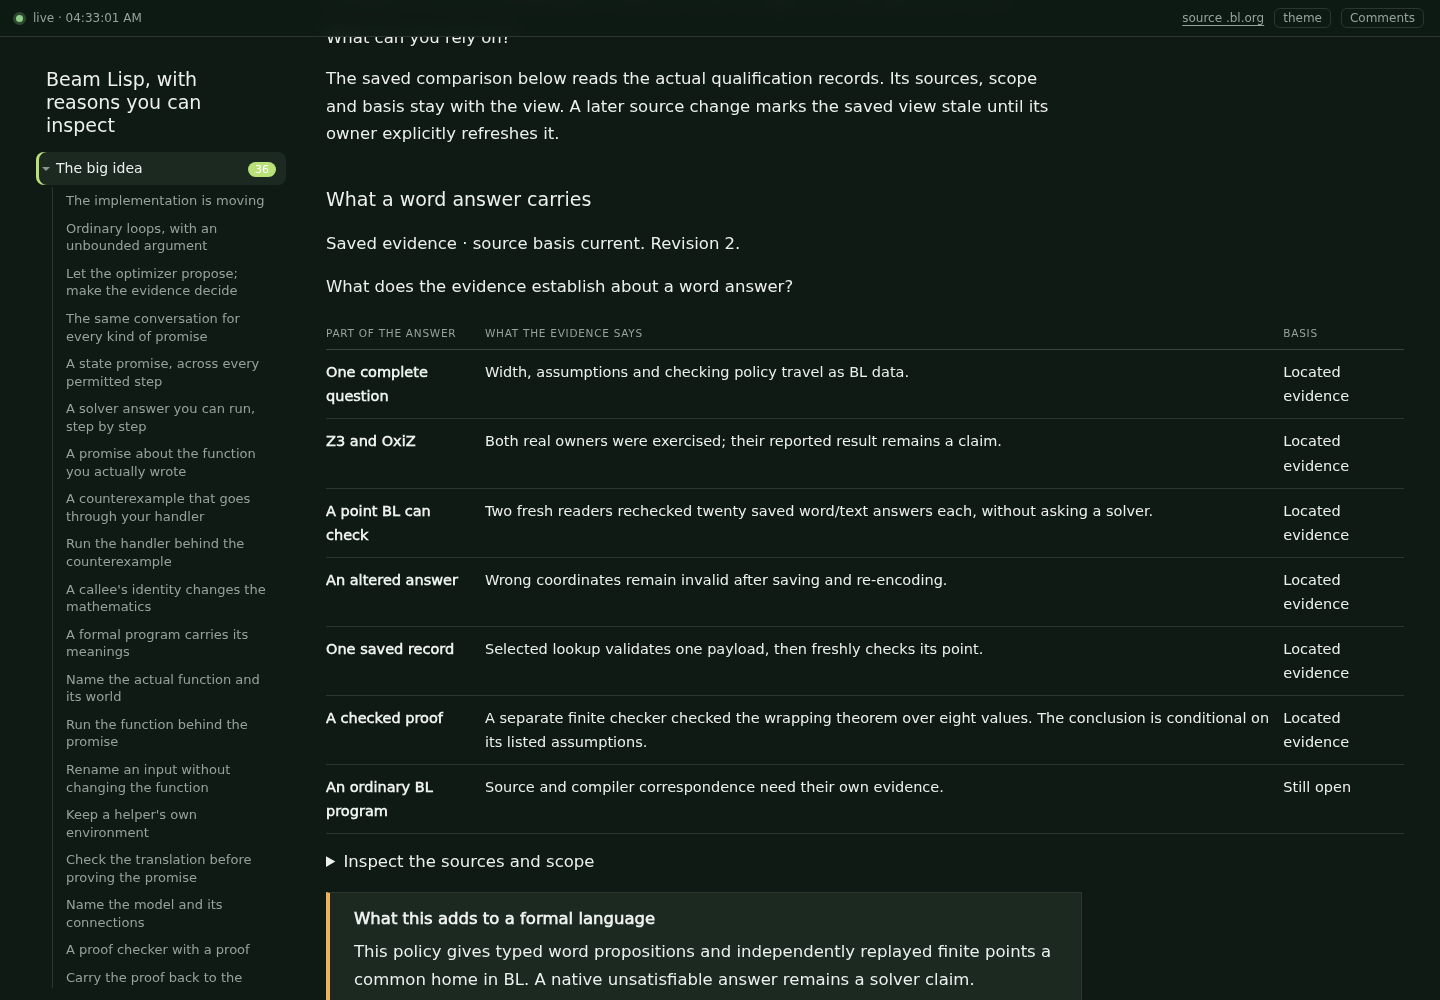 live · 04:33:01 AM
source .bl.org
theme
Comments
Beam Lisp, with
reasons you can
inspect
The big idea
36
The implementation is moving
Ordinary loops, with an
unbounded argument
Let the optimizer propose;
make the evidence decide
The same conversation for
every kind of promise
A state promise, across every
permitted step
A solver answer you can run,
step by step
A promise about the function
you actually wrote
A counterexample that goes
through your handler
Run the handler behind the
counterexample
A callee's identity changes the
mathematics
A formal program carries its
meanings
Name the actual function and
its world
Run the function behind the
promise
Rename an input without
changing the function
Keep a helper's own
environment
Check the translation before
proving the promise
Name the model and its
connections
A proof checker with a proof
Carry the proof back to the
What can you rely on?
The saved comparison below reads the actual qualification records. Its sources, scope
and basis stay with the view. A later source change marks the saved view stale until its
owner explicitly refreshes it.
What a word answer carries
Saved evidence · source basis current. Revision 2.
What does the evidence establish about a word answer?
PART OF THE ANSWER WHAT THE EVIDENCE SAYS BASIS
One complete Width, assumptions and checking policy travel as BL data. Located
question evidence
Z3 and OxiZ Both real owners were exercised; their reported result remains a claim. Located
evidence
A point BL can Two fresh readers rechecked twenty saved word/text answers each, without asking a solver. Located
check evidence
An altered answer Wrong coordinates remain invalid after saving and re-encoding. Located
evidence
One saved record Selected lookup validates one payload, then freshly checks its point. Located
evidence
A checked proof A separate finite checker checked the wrapping theorem over eight values. The conclusion is conditional on Located
its listed assumptions. evidence
An ordinary BL Source and compiler correspondence need their own evidence. Still open
program
Inspect the sources and scope
What this adds to a formal language
This policy gives typed word propositions and independently replayed finite points a
common home in BL. A native unsatisfiable answer remains a solver claim.